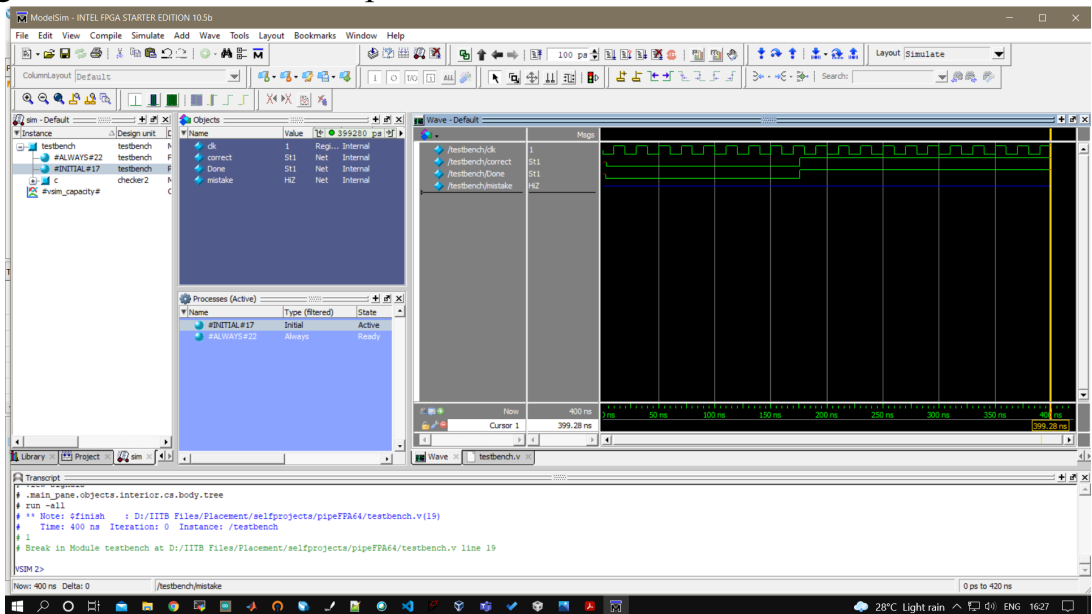 ModelSim - INTEL FPGA STARTER EDITION 10.5b
File Edit View Compile Simulate Add Wave Tools Layout Bookmarks Window Help
100 ps
Layout Simulate
ColumnLayout Default
Search:
sim - Default
Instance Design unit
testbench testbench
#ALWAYS#22 testbench
#INITIAL#17 testbench
c checker2
#vsim_capacity#
Library Project sim
Objects
Name Value 399280 ps
clk 1 Regi... Internal
correct St1 Net Internal
Done St1 Net Internal
mistake HiZ Net Internal
Processes (Active)
Name Type (filtered) State
#INITIAL#17 Initial Active
#ALWAYS#22 Always Ready
Wave - Default
Msgs
/testbench/clk 1
/testbench/correct St1
/testbench/Done St1
/testbench/mistake HiZ
Now 400 ns
50 ns 100 ns 150 ns 200 ns 250 ns 300 ns 350 ns
Cursor 1 399.28 ns
399.28 ns
Wave testbench.v
Transcript
# .main_pane.objects.interior.cs.body.tree
# run -all
# ** Note: $finish : D:/IITB Files/Placement/selfprojects/pipeFPA64/testbench.v(19)
# Time: 400 ns Iteration: 0 Instance: /testbench
# 1
# Break in Module testbench at D:/IITB Files/Placement/selfprojects/pipeFPA64/testbench.v line 19
VSIM 2>
Now: 400 ns Delta: 0 /testbench/mistake 0 ps to 420 ns
28°C Light rain ENG 16:27